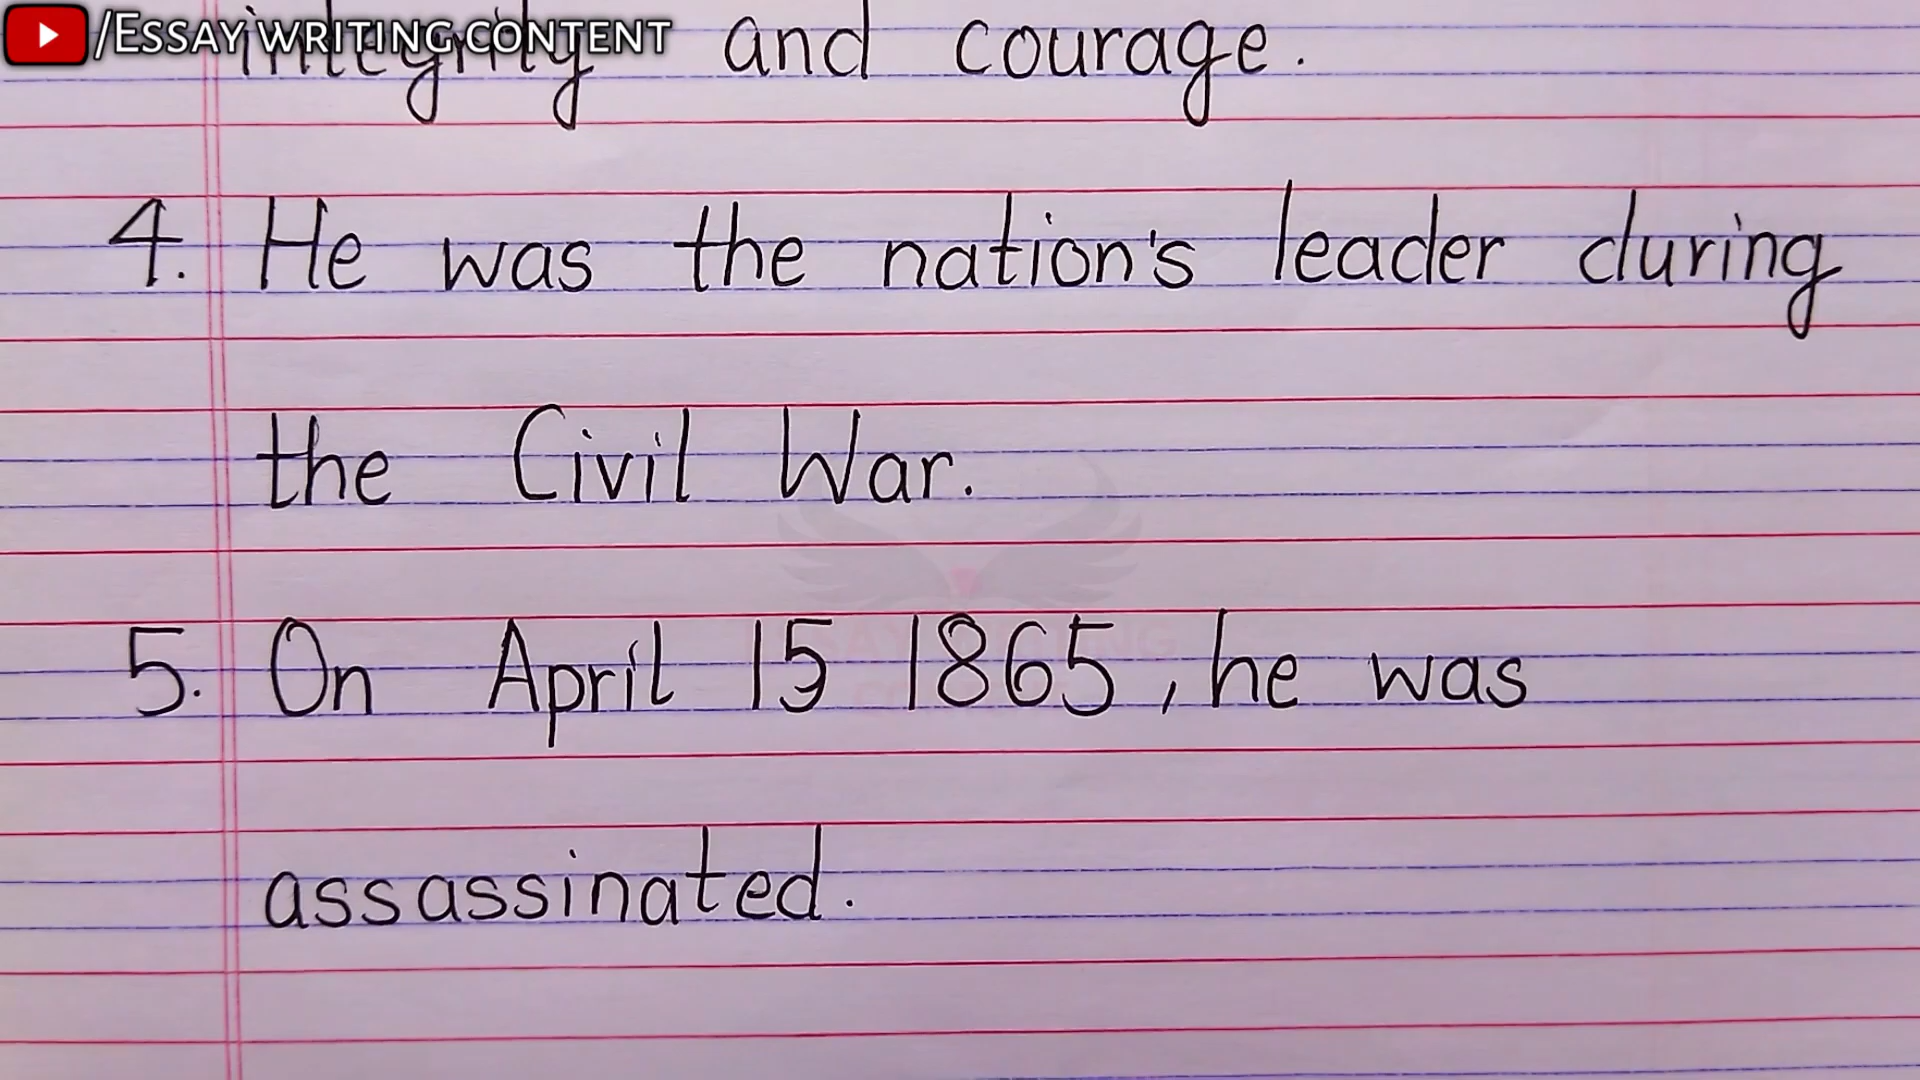 /ESSAY WRITING CONTENT
integrity and courage.
4. He was the nation's leader during
the Civil War.
5. On April 15 1865, he was
assassinated.